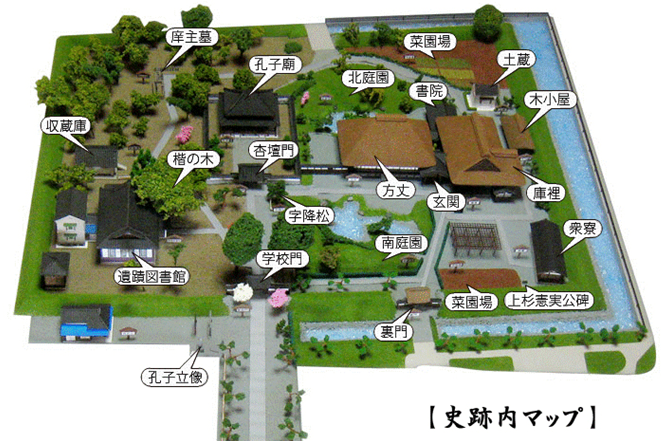 庠主墓
菜園場
孔子廟
北庭園
土蔵
書院
木小屋
収蔵庫
杏壇門
楷の木
方丈
玄関
庫裡
字降松
衆寮
学校門
南庭園
遺蹟図書館
菜園場
上杉憲実公碑
裏門
孔子立像
【史跡内マップ】